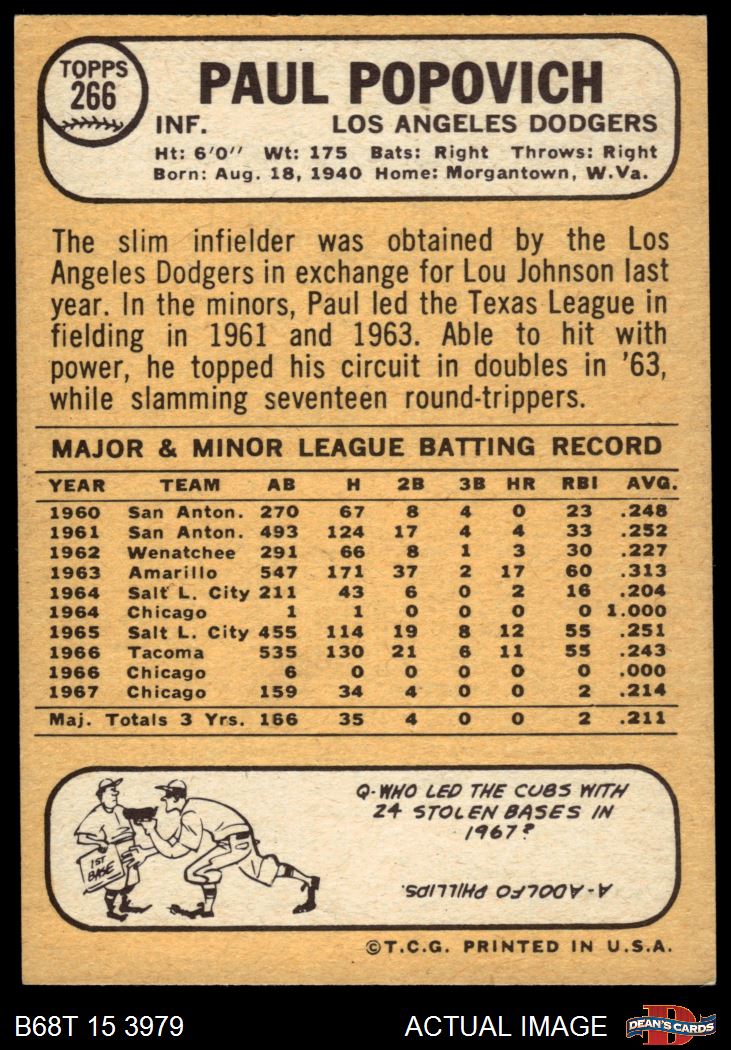 TOPPS
266
PAUL POPOVICH
INF. LOS ANGELES DODGERS
Ht: 6'0" Wt: 175 Bats: Right Throws: Right
Born: Aug. 18, 1940 Home: Morgantown, W.Va.
The slim infielder was obtained by the Los
Angeles Dodgers in exchange for Lou Johnson last
year. In the minors, Paul led the Texas League in
fielding in 1961 and 1963. Able to hit with
power, he topped his circuit in doubles in '63,
while slamming seventeen round-trippers.
MAJOR & MINOR LEAGUE BATTING RECORD
YEAR TEAM AB H 2B 3B HR RBI AVG.
1960 San Anton. 270 67 8 4 0 23 .248
1961 San Anton. 493 124 17 4 4 33 .252
1962 Wenatchee 291 66 8 1 3 30 .227
1963 Amarillo 547 171 37 2 17 60 .313
1964 Salt L. City 211 43 6 0 2 16 .204
1964 Chicago 1 1 0 0 0 0 1.000
1965 Salt L. City 455 114 19 8 12 55 .251
1966 Tacoma 535 130 21 6 11 55 .243
1966 Chicago 6 0 0 0 0 0 .000
1967 Chicago 159 34 4 0 0 2 .214
Maj. Totals 3 Yrs. 166 35 4 0 0 2 .211
1ST
BASE
Q-WHO LED THE CUBS WITH
24 STOLEN BASES IN
1967?
A-ADOLFO PHILLIPS.
©T.C.G. PRINTED IN U.S.A.
B68T 15 3979 ACTUAL IMAGE
D
DEAN'S CARDS